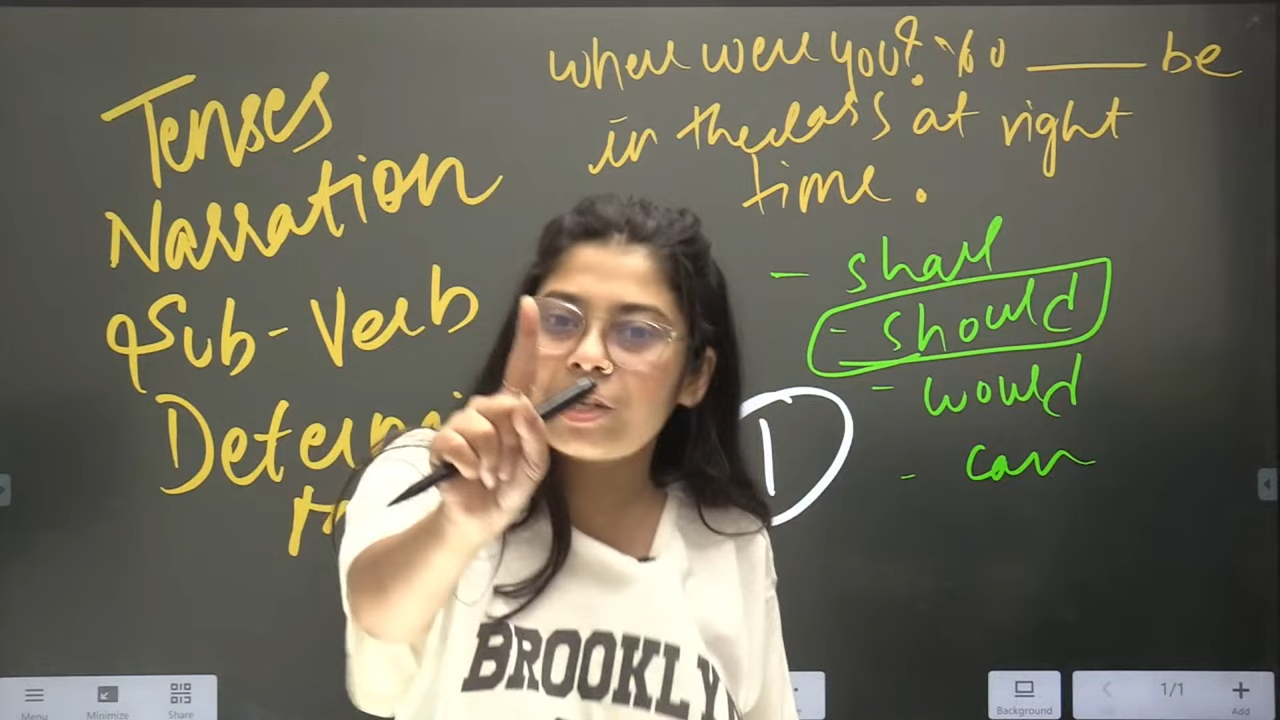 Tenses
Narration
Sub-Verb
Determi
where were you? You ____ be
in the class at right
time.
- shall
- should
- would
- can
D
BROOKLY
Menu
Minimize
Share
Background
1/1
Add